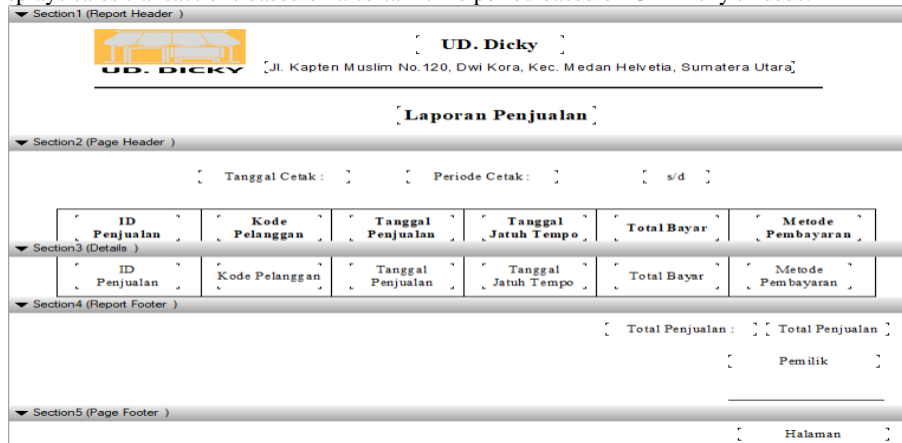 Section1 (Report Header )
UD. Dicky
UD. DICKY
Jl. Kapten Muslim No.120, Dwi Kora, Kec. Medan Helvetia, Sumatera Utara
Laporan Penjualan
Section2 (Page Header )
Tanggal Cetak : Periode Cetak : s/d
ID Penjualan Kode Pelanggan Tanggal Penjualan Tanggal Jatuh Tempo Total Bayar Metode Pembayaran
Section3 (Details )
ID Penjualan Kode Pelanggan Tanggal Penjualan Tanggal Jatuh Tempo Total Bayar Metode Pembayaran
Section4 (Report Footer )
Total Penjualan : Total Penjualan
Pemilik
Section5 (Page Footer )
Halaman